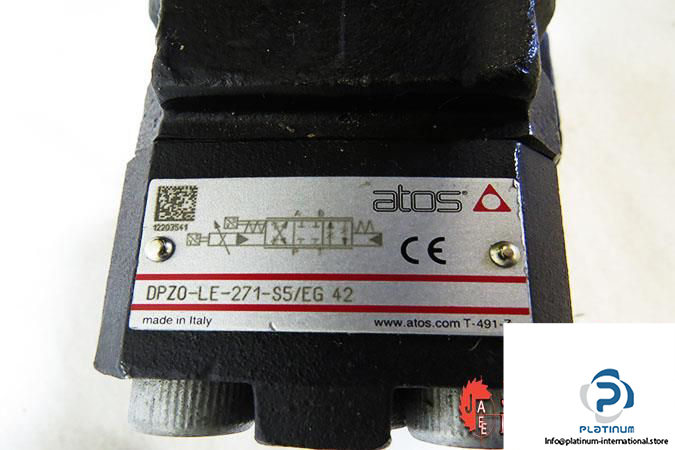 atos®
12203541
A B
CE
DPZO-LE-271-S5/EG 42
made in Italy
www.atos.com T-491-
JAEE
PLATINUM
Info@platinum-international.store